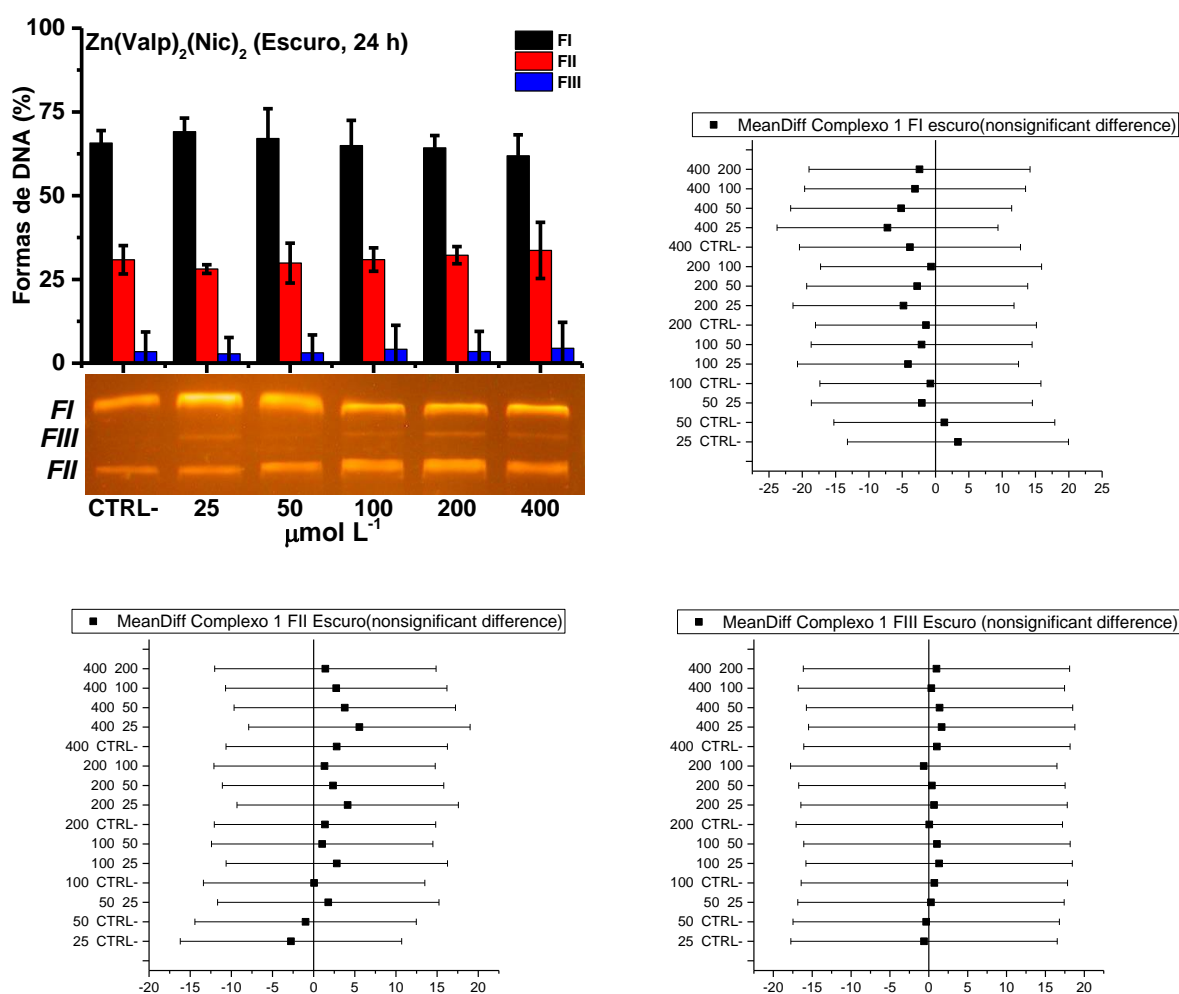 Zn(Valp)2(Nic)2 (Escuro, 24 h)
FI
FII
FIII
Formas de DNA (%)
100
75
50
25
0
FI
FIII
FII
CTRL- 25 50 100 200 400
μmol L-1
MeanDiff Complexo 1 FI escuro(nonsignificant difference)
400 200
400 100
400 50
400 25
400 CTRL-
200 100
200 50
200 25
200 CTRL-
100 50
100 25
100 CTRL-
50 25
50 CTRL-
25 CTRL-
-25 -20 -15 -10 -5 0 5 10 15 20 25
MeanDiff Complexo 1 FII Escuro(nonsignificant difference)
400 200
400 100
400 50
400 25
400 CTRL-
200 100
200 50
200 25
200 CTRL-
100 50
100 25
100 CTRL-
50 25
50 CTRL-
25 CTRL-
-20 -15 -10 -5 0 5 10 15 20
MeanDiff Complexo 1 FIII Escuro (nonsignificant difference)
400 200
400 100
400 50
400 25
400 CTRL-
200 100
200 50
200 25
200 CTRL-
100 50
100 25
100 CTRL-
50 25
50 CTRL-
25 CTRL-
-20 -15 -10 -5 0 5 10 15 20